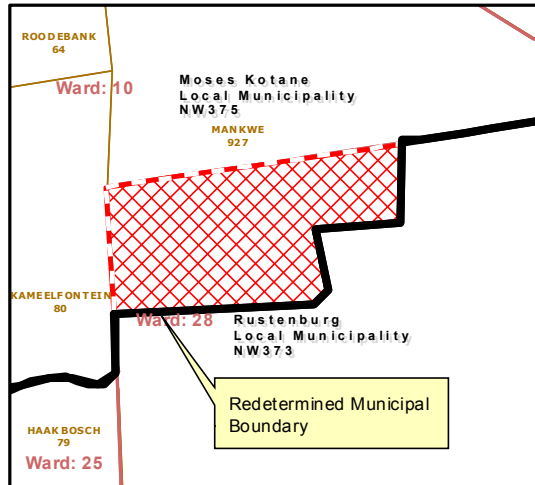 ROODEBANK
64
Ward: 10
Moses Kotane
Local Municipality
NW375
MANKWE
927
KAMEELFONTEIN
80
Ward: 28
Rustenburg
Local Municipality
NW373
Redetermined Municipal
Boundary
HAAKBOSCH
79
Ward: 25